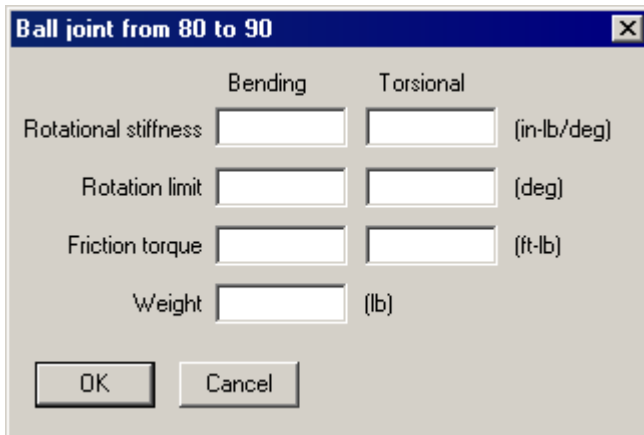 Ball joint from 80 to 90
Bending Torsional
Rotational stiffness (in-lb/deg)
Rotation limit (deg)
Friction torque (ft-lb)
Weight (lb)
OK Cancel